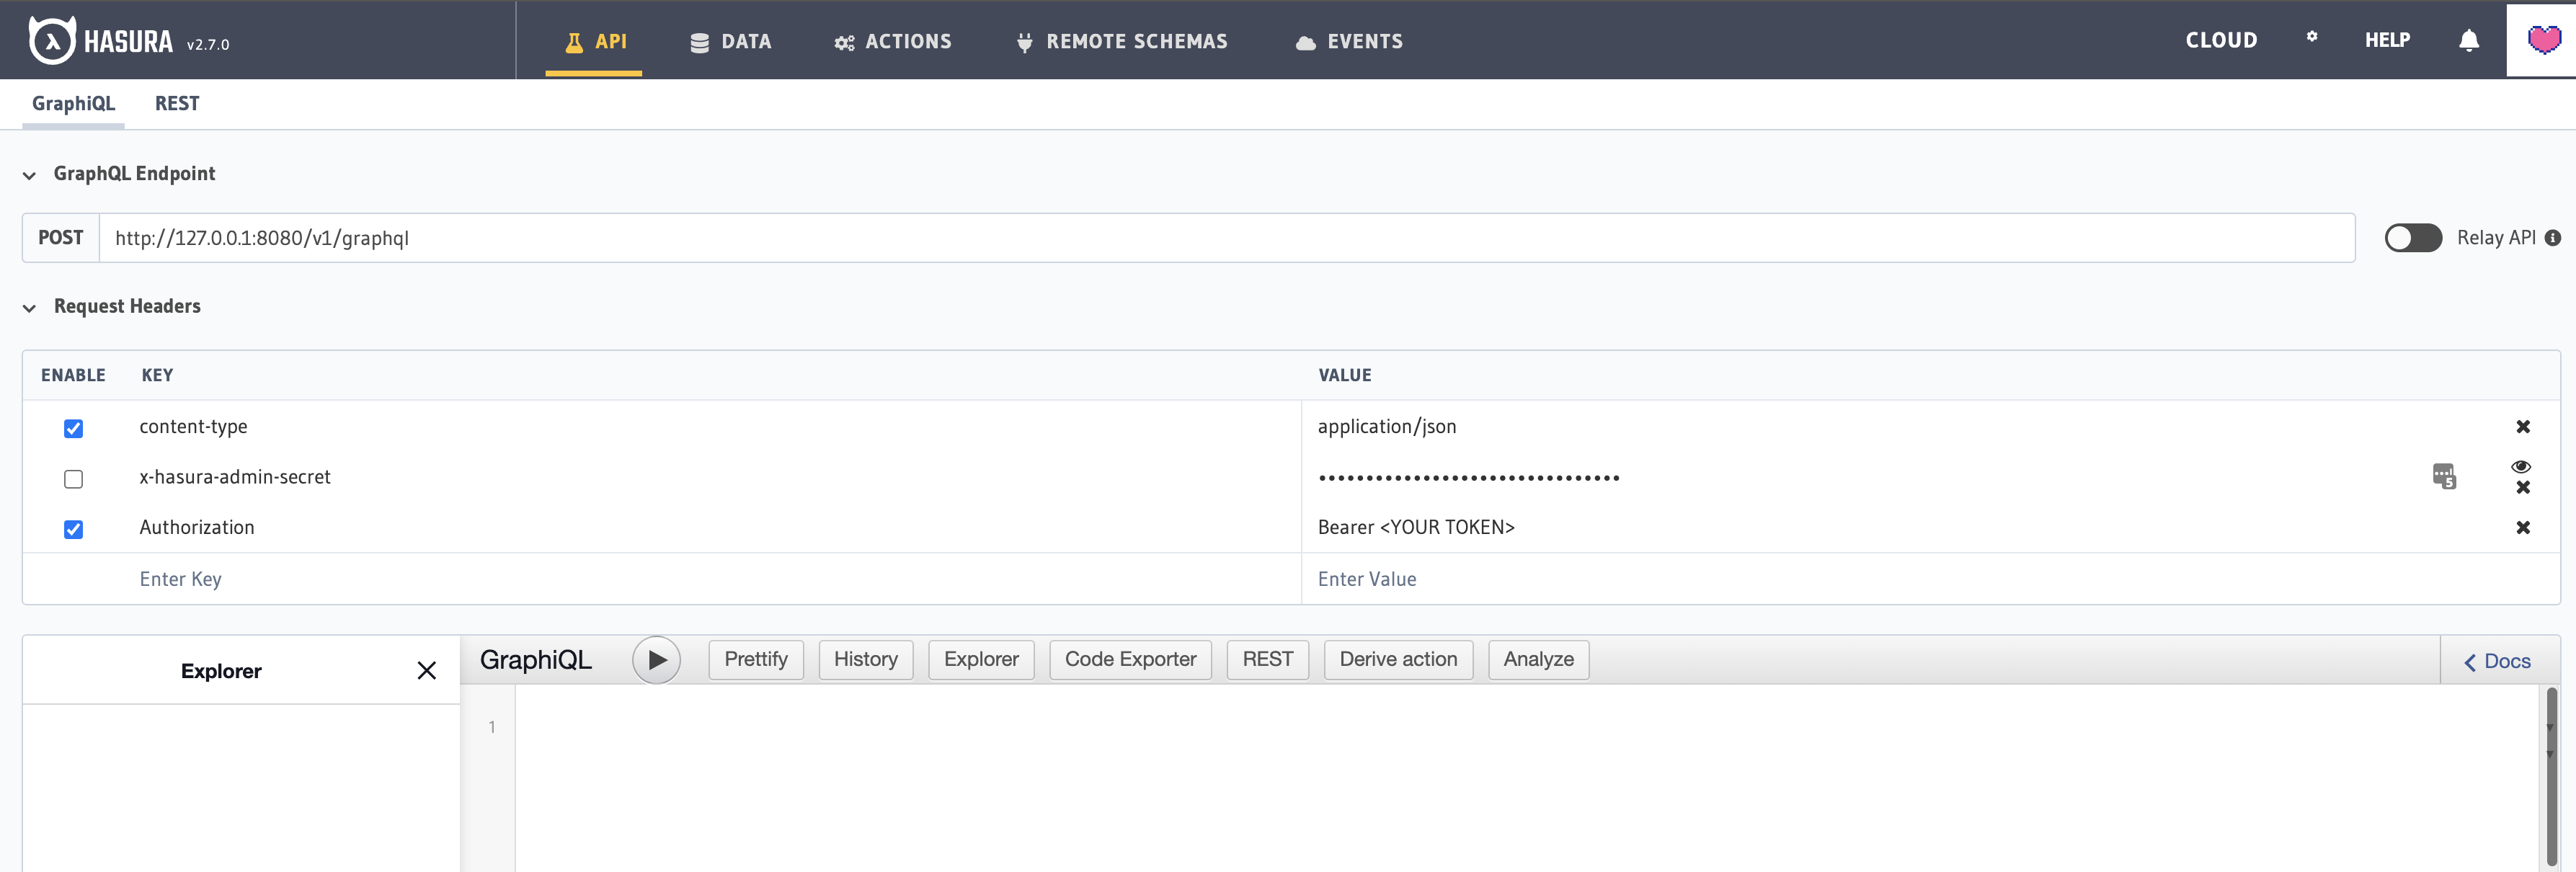 HASURA v2.7.0 API DATA ACTIONS REMOTE SCHEMAS EVENTS CLOUD HELP
GraphiQL REST
GraphQL Endpoint
POST http://127.0.0.1:8080/v1/graphql Relay API
Request Headers
ENABLE KEY VALUE
content-type application/json
x-hasura-admin-secret ••••••••••••••••••••••••••••••••
5
Authorization Bearer <YOUR TOKEN>
Enter Key Enter Value
Explorer GraphiQL Prettify History Explorer Code Exporter REST Derive action Analyze Docs
1